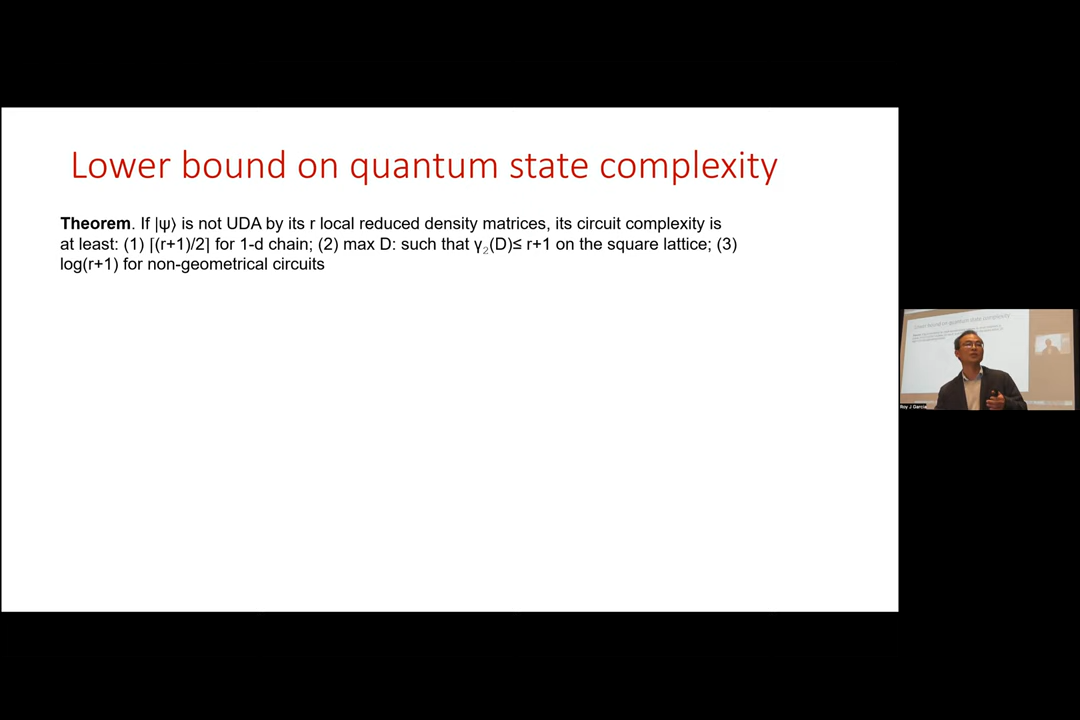 Lower bound on quantum state complexity
Theorem. If |ψ⟩ is not UDA by its r local reduced density matrices, its circuit complexity is
at least: (1) ⌈(r+1)/2⌉ for 1-d chain; (2) max D: such that γ₂(D)≤ r+1 on the square lattice; (3)
log(r+1) for non-geometrical circuits
Roy J Garcia